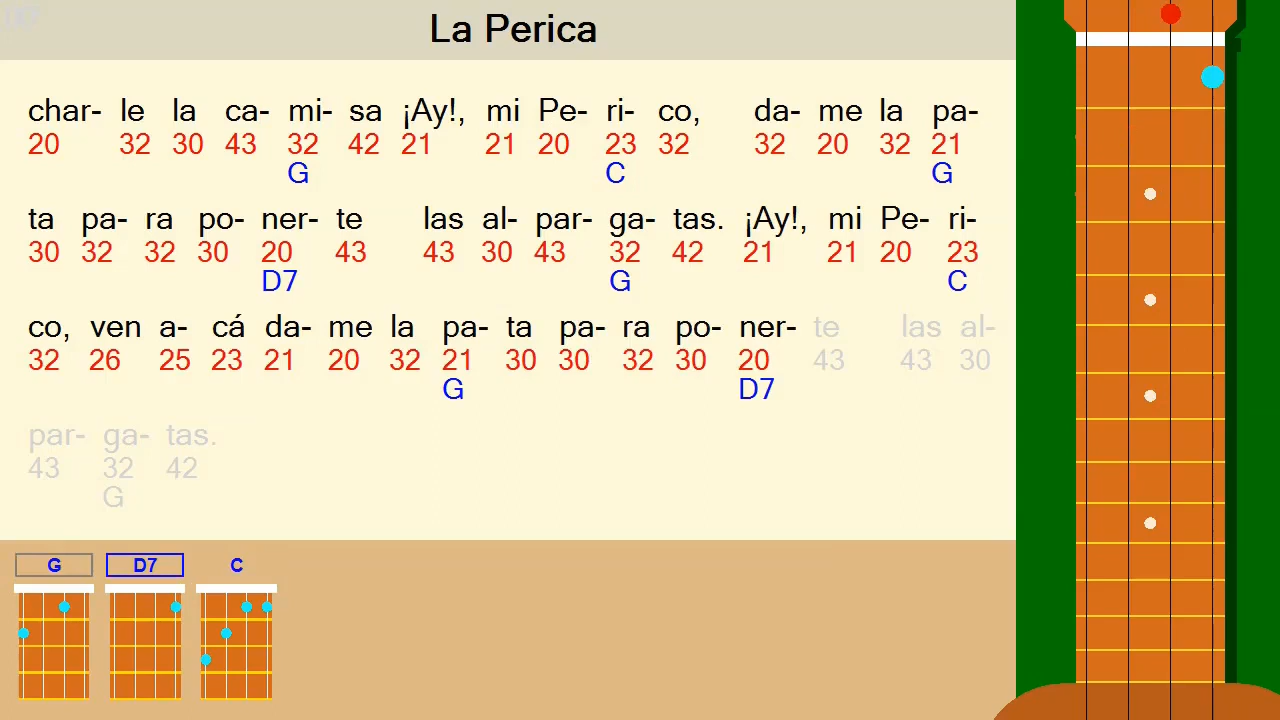 La Perica
char- le la ca- mi- sa ¡Ay!, mi Pe- ri- co, da- me la pa-
20 32 30 43 32 42 21 21 20 23 32 32 20 32 21
G C G
ta pa- ra po- ner- te las al- par- ga- tas. ¡Ay!, mi Pe- ri-
30 32 32 30 20 43 43 30 43 32 42 21 21 20 23
D7 G C
co, ven a- cá da- me la pa- ta pa- ra po- ner- te las al-
32 26 25 23 21 20 32 21 30 30 32 30 20 43 43 30
G D7
par- ga- tas.
43 32 42
G
G D7 C